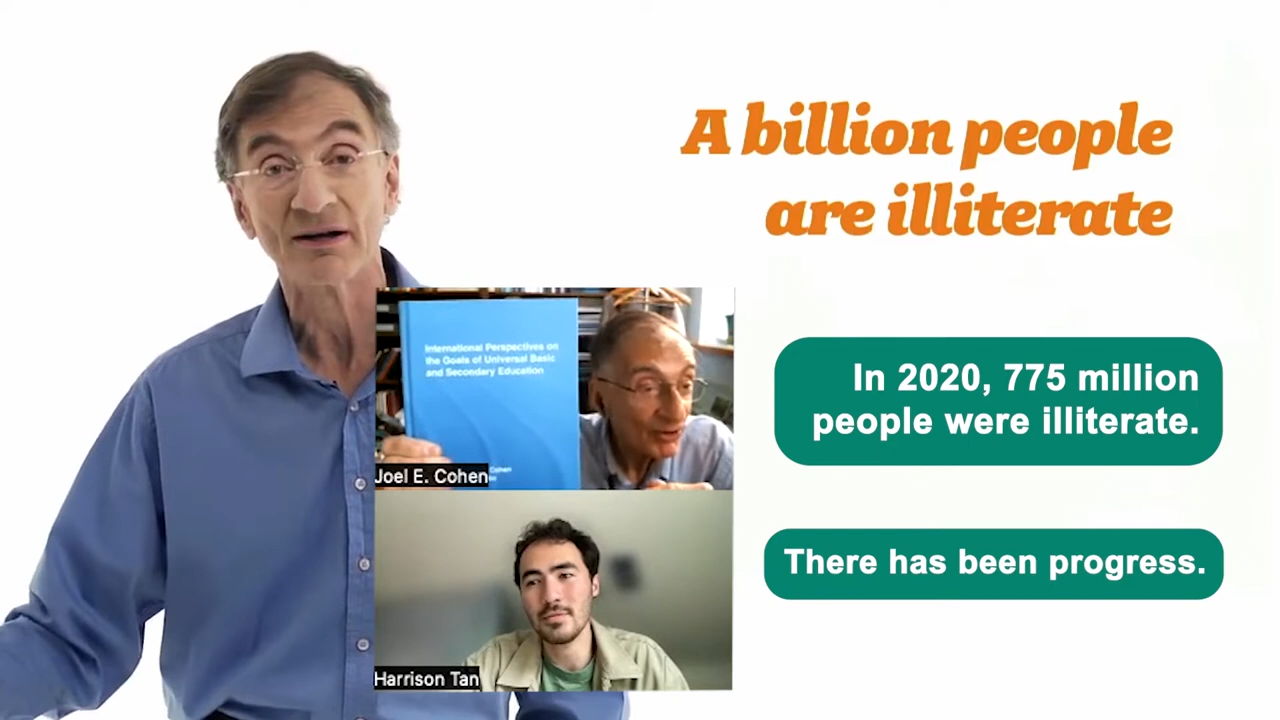 A billion people
are illiterate
International Perspectives on
the Goals of Universal Basic
and Secondary Education
Cohen
Joel E. Cohen
In 2020, 775 million
people were illiterate.
There has been progress.
Harrison Tan